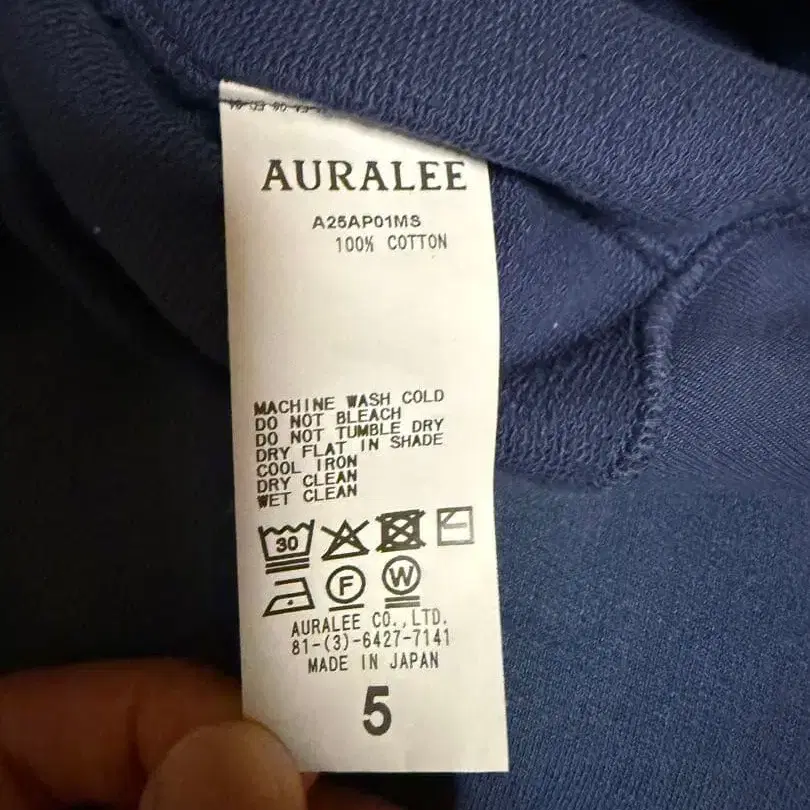 AURALEE
A25AP01MS
100% COTTON
MACHINE WASH COLD
DO NOT BLEACH
DO NOT TUMBLE DRY
DRY FLAT IN SHADE
COOL IRON
DRY CLEAN
WET CLEAN
30
F W
AURALEE CO.,LTD.
81-(3)-6427-7141
MADE IN JAPAN
5